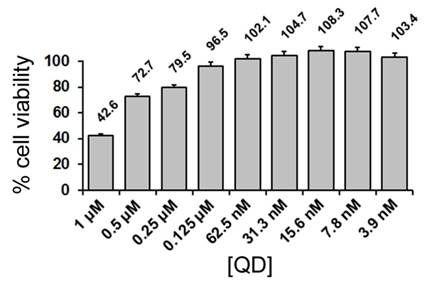 42.6
72.7
79.5
96.5
102.1
104.7
108.3
107.7
103.4
% cell viability
100
80
60
40
20
0
1 µM
0.5 µM
0.25 µM
0.125 µM
62.5 nM
31.3 nM
15.6 nM
7.8 nM
3.9 nM
[QD]